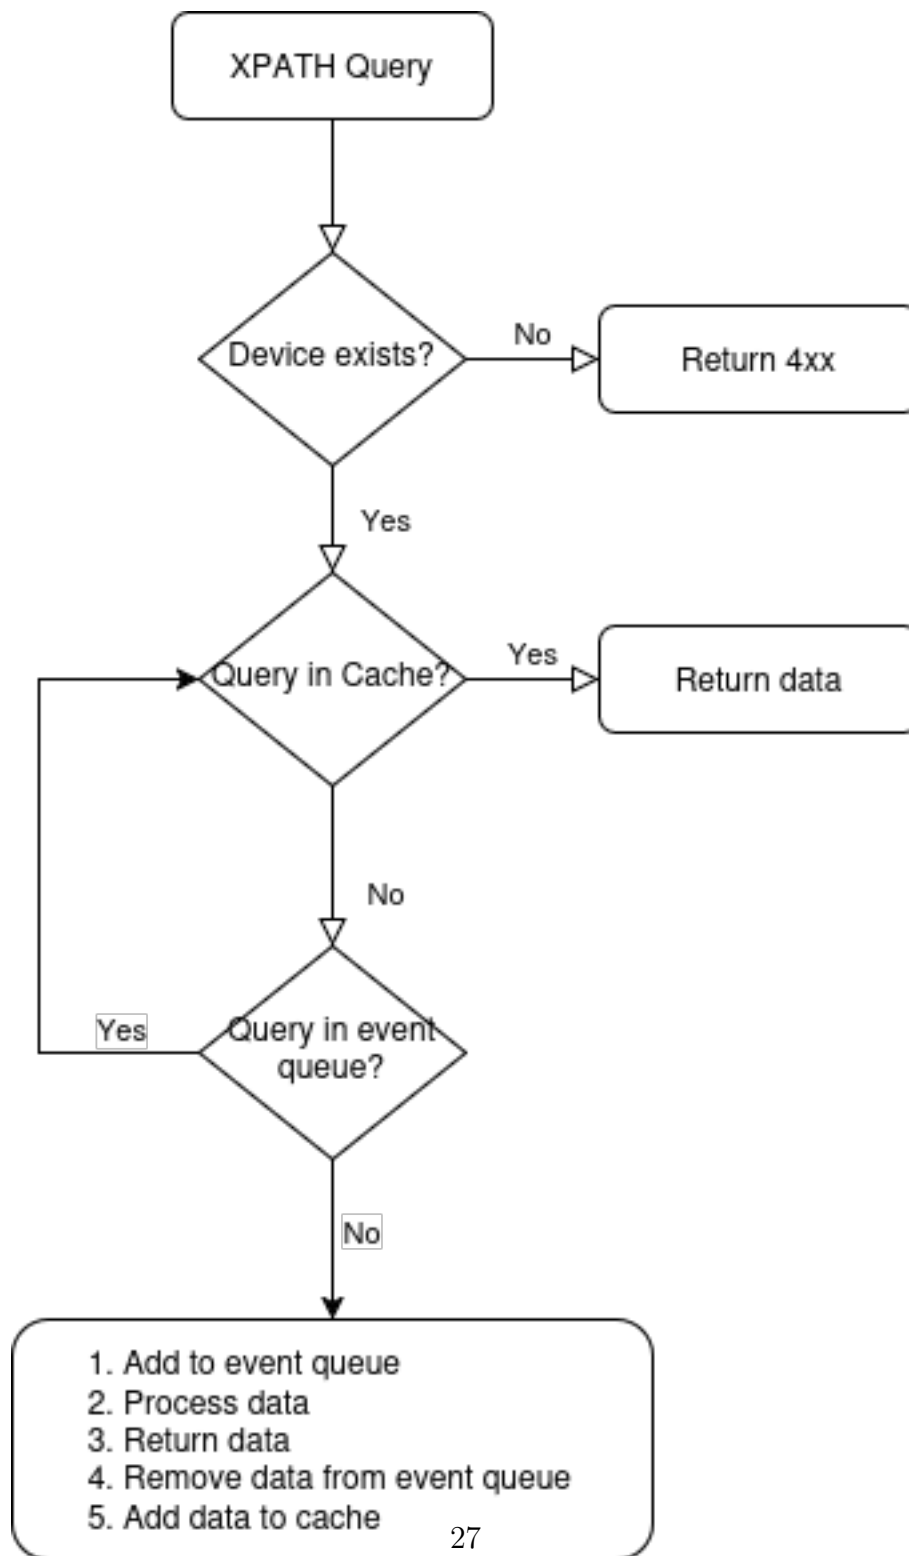 XPATH Query
Device exists?
No
Return 4xx
Yes
Query in Cache?
Yes
Return data
No
Query in event
queue?
Yes
No
1. Add to event queue
2. Process data
3. Return data
4. Remove data from event queue
5. Add data to cache
27